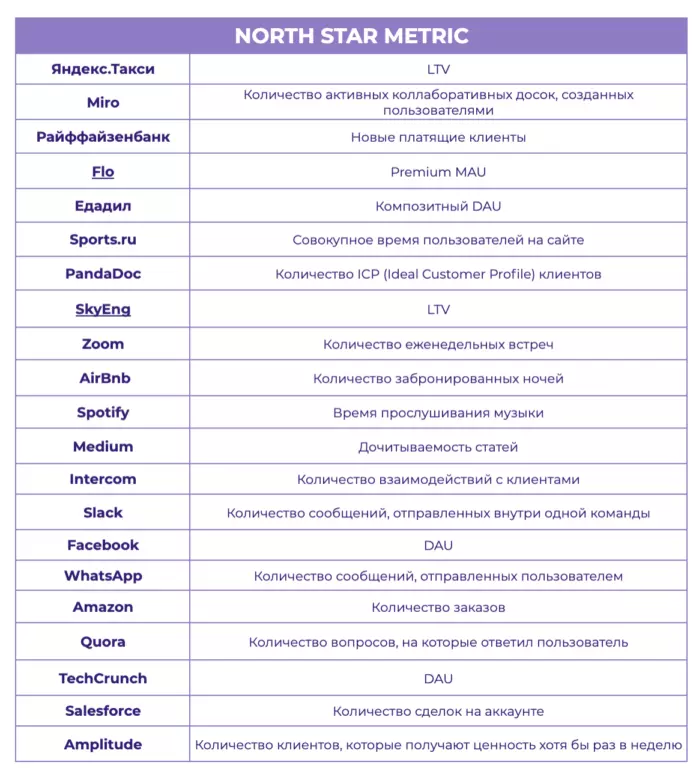 NORTH STAR METRIC
Яндекс.Такси LTV
Miro Количество активных коллаборативных досок, созданных
пользователями
Райффайзенбанк Новые платящие клиенты
Flo Premium MAU
Едадил Композитный DAU
Sports.ru Совокупное время пользователей на сайте
PandaDoc Количество ICP (Ideal Customer Profile) клиентов
SkyEng LTV
Zoom Количество еженедельных встреч
AirBnb Количество забронированных ночей
Spotify Время прослушивания музыки
Medium Дочитываемость статей
Intercom Количество взаимодействий с клиентами
Slack Количество сообщений, отправленных внутри одной команды
Facebook DAU
WhatsApp Количество сообщений, отправленных пользователем
Amazon Количество заказов
Quora Количество вопросов, на которые ответил пользователь
TechCrunch DAU
Salesforce Количество сделок на аккаунте
Amplitude Количество клиентов, которые получают ценность хотя бы раз в неделю